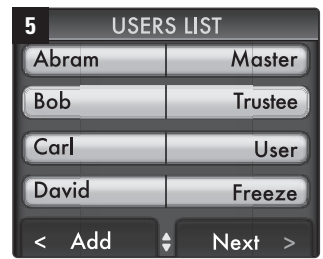 5 USERS LIST
Abram Master
Bob Trustee
Carl User
David Freeze
< Add Next >